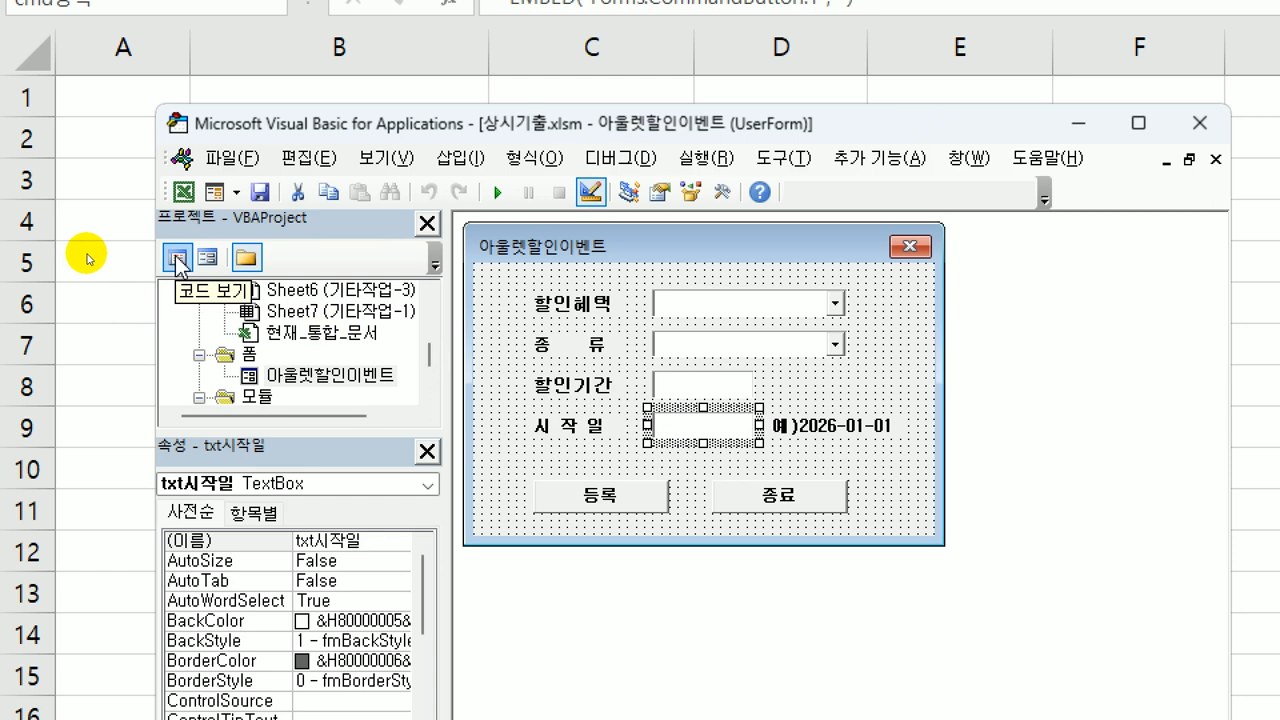 A B C D E F
1
2
3
4
5
6
7
8
9
10
11
12
13
14
15
16
Microsoft Visual Basic for Applications - [상시기출.xlsm - 아울렛할인이벤트 (UserForm)]
파일(F) 편집(E) 보기(V) 삽입(I) 형식(O) 디버그(D) 실행(R) 도구(T) 추가 기능(A) 창(W) 도움말(H)
프로젝트 - VBAProject
코드 보기
Sheet6 (기타작업-3)
Sheet7 (기타작업-1)
현재_통합_문서
폼
아울렛할인이벤트
모듈
속성 - txt시작일
txt시작일 TextBox
사전순 항목별
(이름) txt시작일
AutoSize False
AutoTab False
AutoWordSelect True
BackColor &H80000005&
BackStyle 1 - fmBackStyle
BorderColor &H80000006&
BorderStyle 0 - fmBorderSty
ControlSource
아울렛할인이벤트
할인혜택
종 류
할인기간
시 작 일 예)2026-01-01
등록 종료